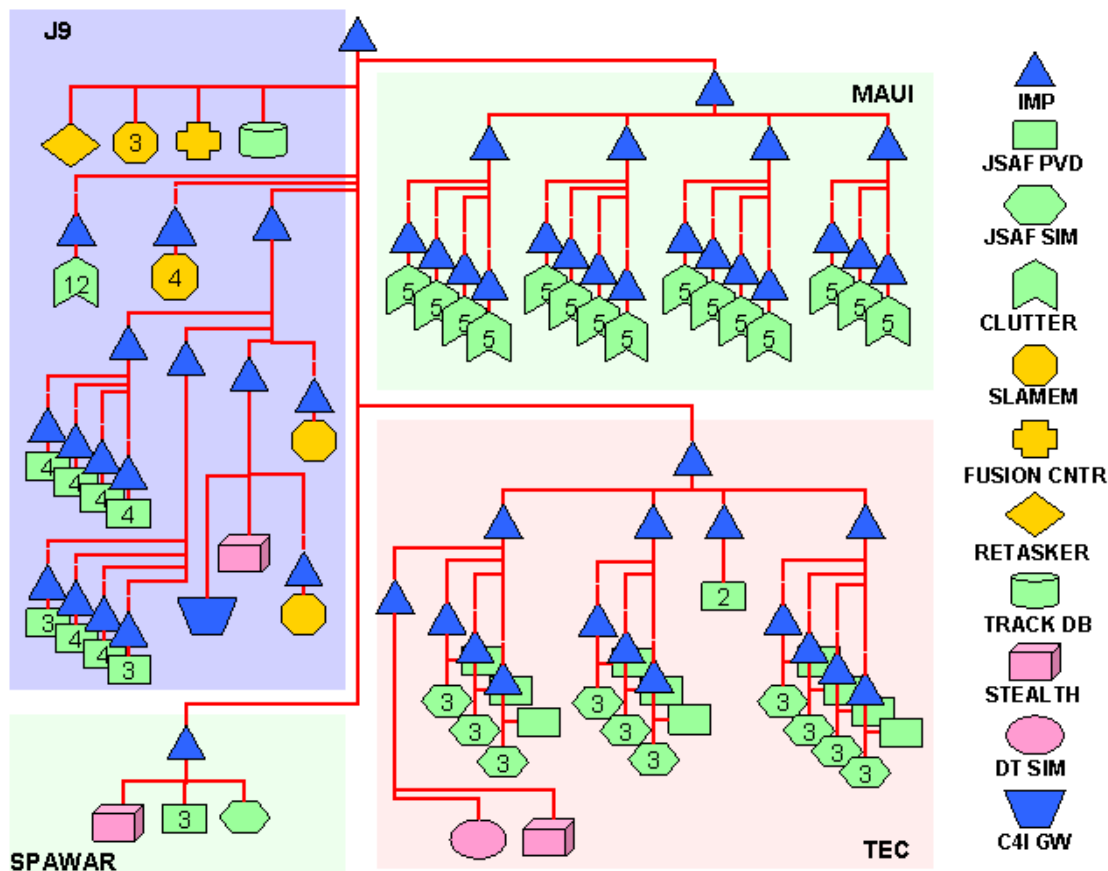 J9
MAUI
3
12
4
5 5 5 5
5 5 5 5
5 5 5 5
5 5 5
4
4
4
4
3
4
4
3
2
3
3
3
3
3
3
3
3
3
3
3
SPAWAR
TEC
IMP
JSAF PVD
JSAF SIM
CLUTTER
SLAMEM
FUSION CNTR
RETASKER
TRACK DB
STEALTH
DT SIM
C4I GW